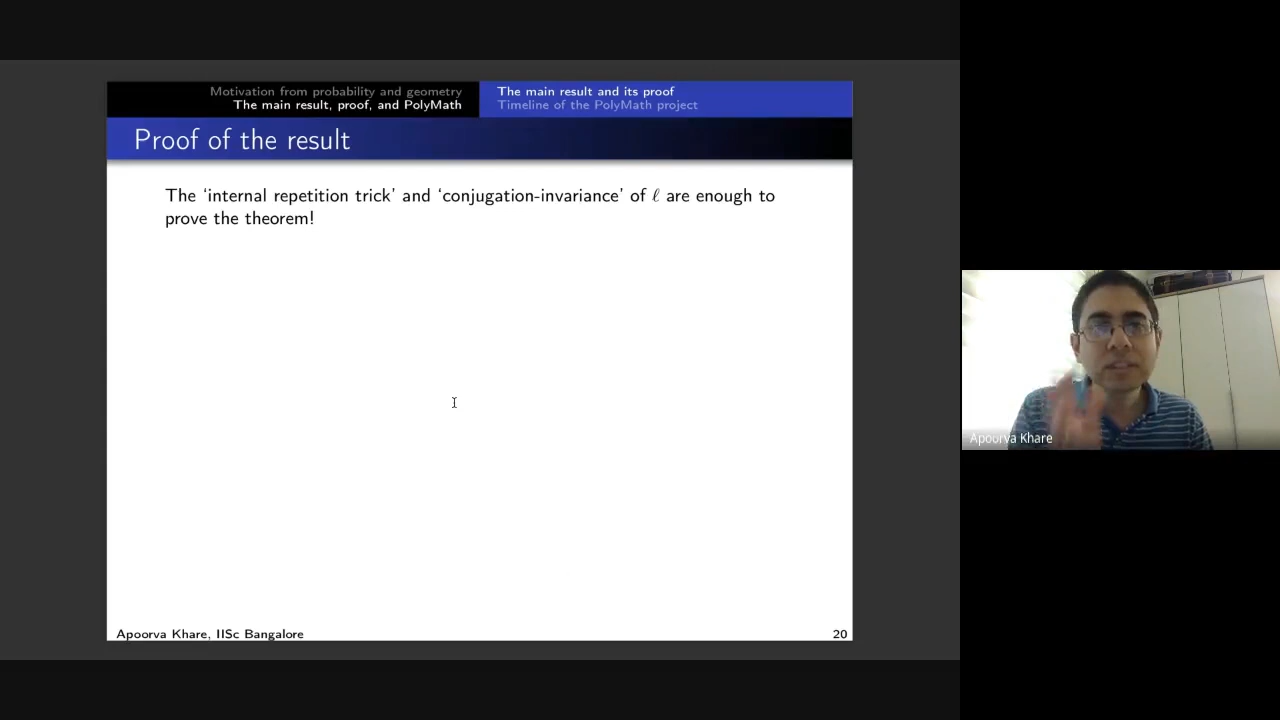 Motivation from probability and geometry
The main result, proof, and PolyMath
The main result and its proof
Timeline of the PolyMath project
Proof of the result
The ‘internal repetition trick’ and ‘conjugation-invariance’ of ℓ are enough to
prove the theorem!
Apoorva Khare, IISc Bangalore
20
Apoorva Khare